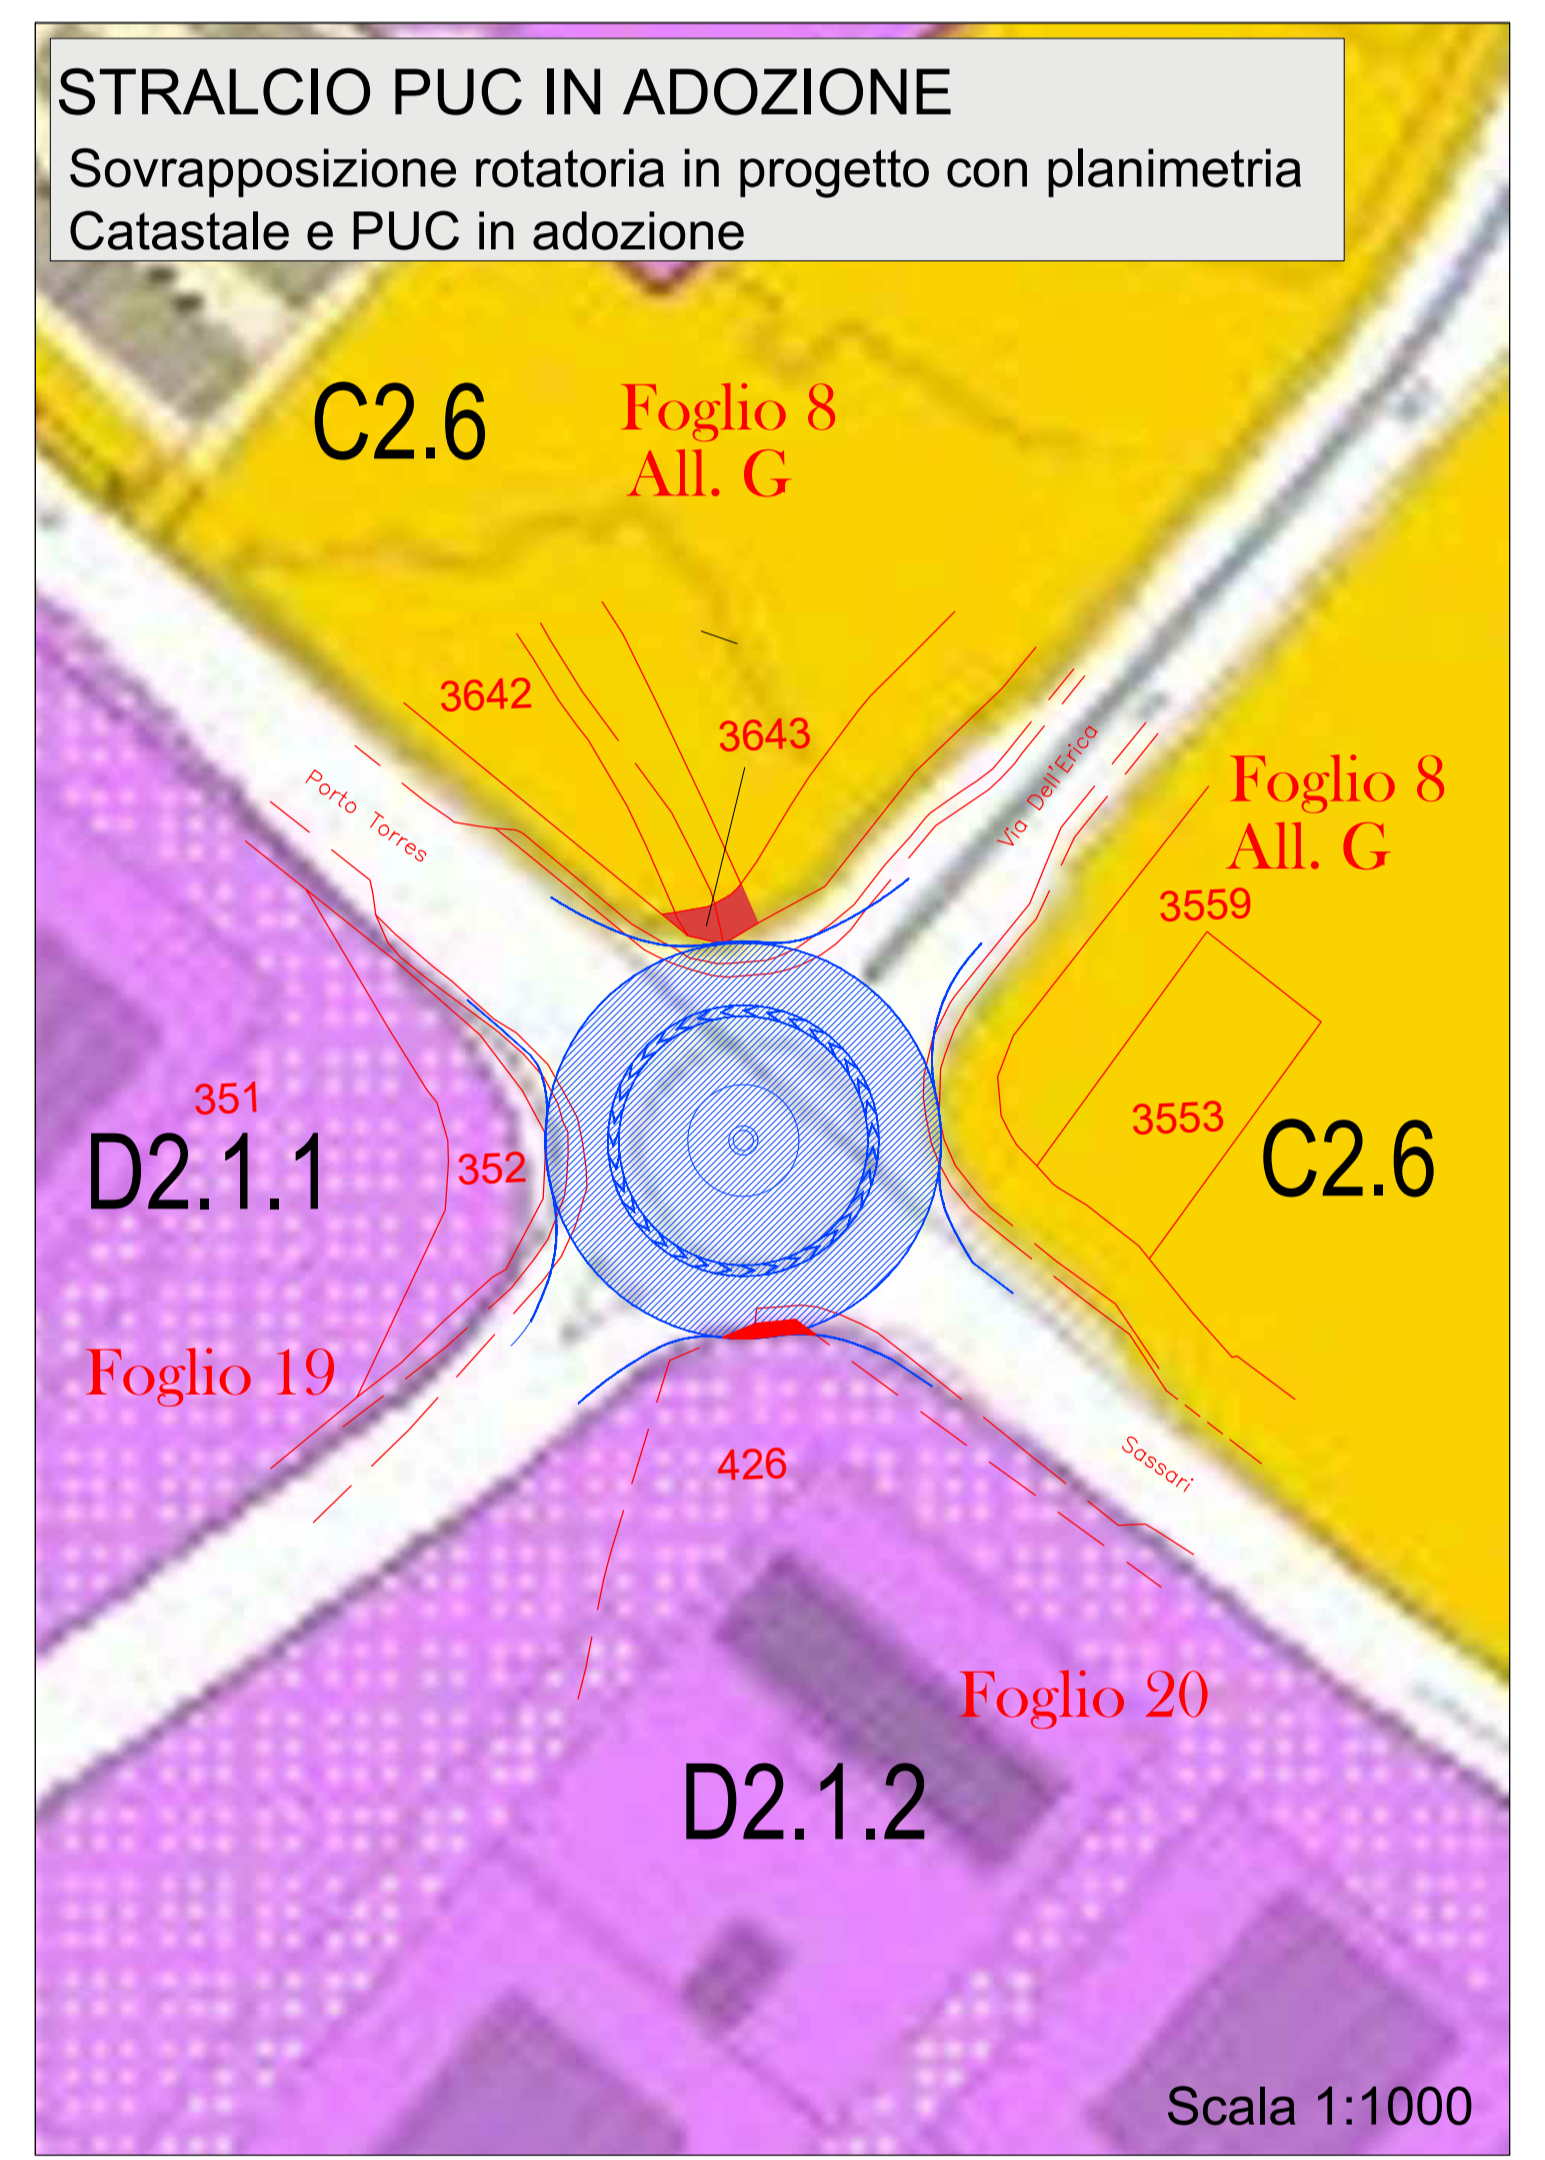 STRALCIO PUC IN ADOZIONE
Sovrapposizione rotatoria in progetto con planimetria
Catastale e PUC in adozione
C2.6
Foglio 8
All. G
3642
3643
Porto Torres
Via Dell'Erica
Foglio 8
All. G
3559
351
3553
D2.1.1
352
C2.6
Foglio 19
426
Sassari
Foglio 20
D2.1.2
Scala 1:1000